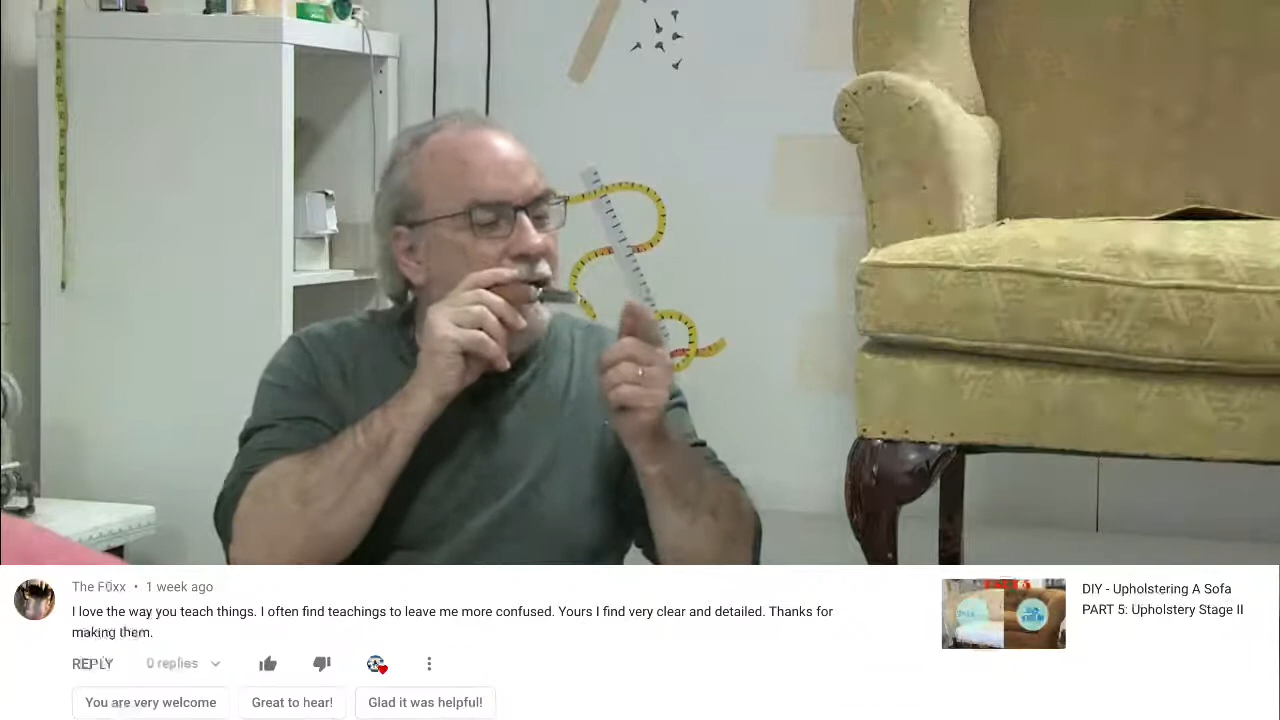 The F0xx • 1 week ago
I love the way you teach things. I often find teachings to leave me more confused. Yours I find very clear and detailed. Thanks for
making them.
REPLY 0 replies
You are very welcome Great to hear! Glad it was helpful!
DIY - Upholstering A Sofa
PART 5: Upholstery Stage II